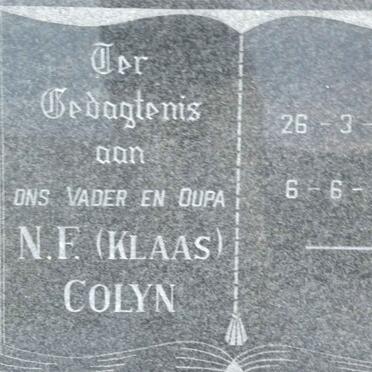 Ter
Gedagtenis
aan
ONS VADER EN OUPA
N.F. (KLAAS)
COLYN
26 - 3 -
6 - 6 -